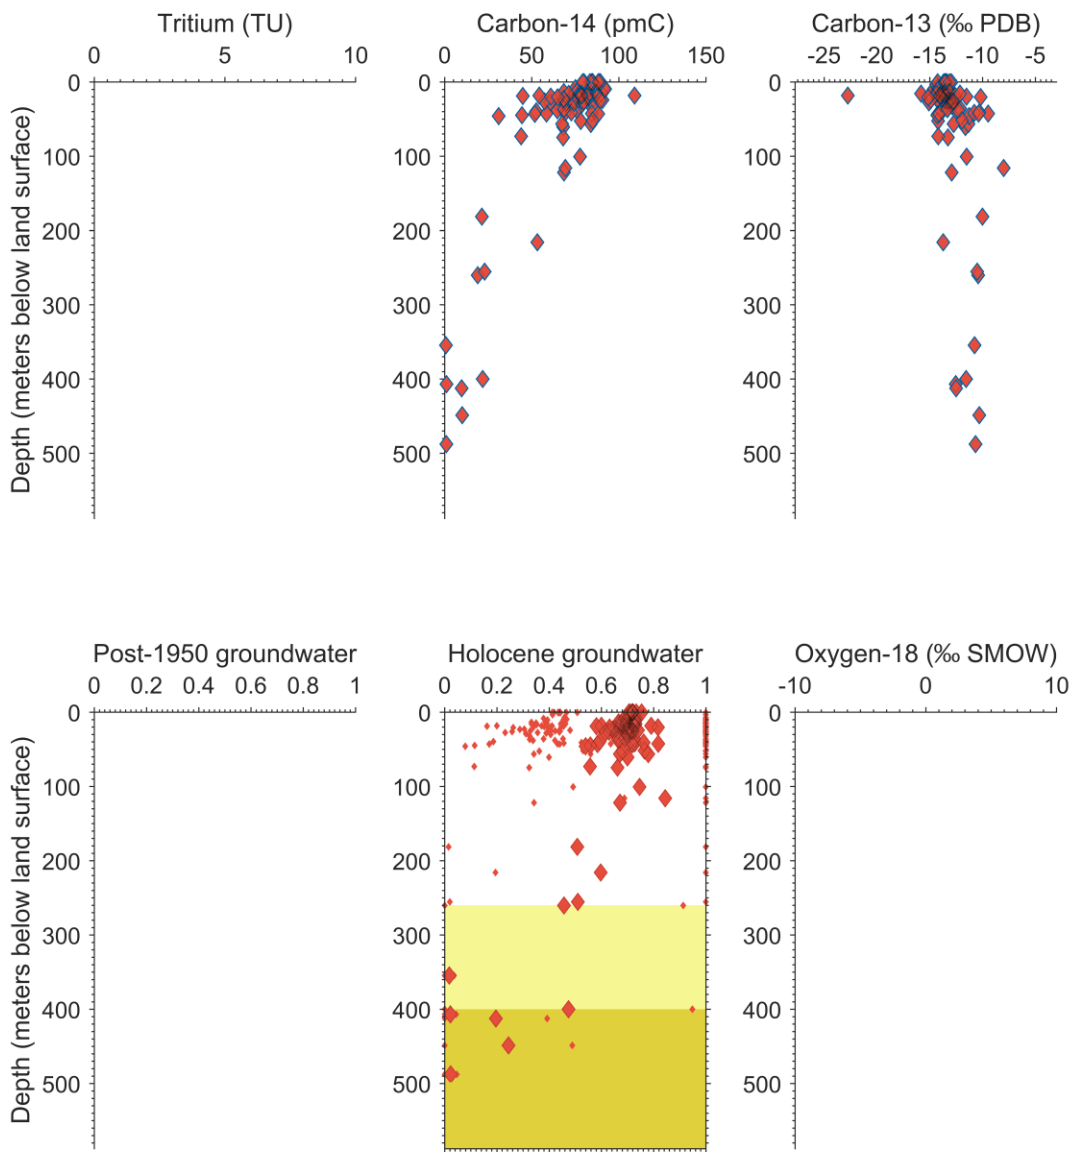 Tritium (TU) Carbon-14 (pmC) Carbon-13 (‰ PDB)
0 5 10 0 50 100 150 -25 -20 -15 -10 -5
0 0 0
100 100 100
200 200 200
300 300 300
400 400 400
500 500 500
Depth (meters below land surface)
Post-1950 groundwater Holocene groundwater Oxygen-18 (‰ SMOW)
0 0.2 0.4 0.6 0.8 1 0 0.2 0.4 0.6 0.8 1 -10 0 10
0 0 0
100 100 100
200 200 200
300 300 300
400 400 400
500 500 500
Depth (meters below land surface)